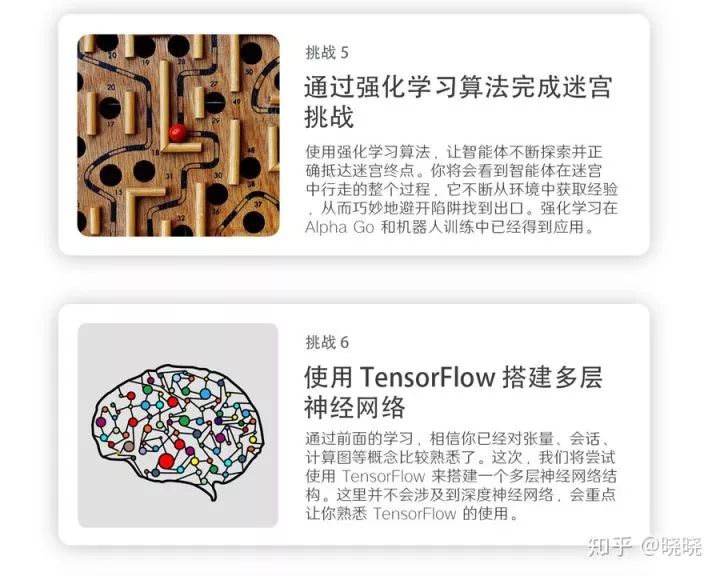 挑战 5
通过强化学习算法完成迷宫
挑战
使用强化学习算法，让智能体不断探索并正
确抵达迷宫终点。你将会看到智能体在迷宫
中行走的整个过程，它不断从环境中获取经验
，从而巧妙地避开陷阱找到出口。强化学习在
Alpha Go 和机器人训练中已经得到应用。
挑战 6
使用 TensorFlow 搭建多层
神经网络
通过前面的学习，相信你已经对张量、会话、
计算图等概念比较熟悉了。这次，我们将尝试
使用 TensorFlow 来搭建一个多层神经网络结
构。这里并不会涉及到深度神经网络，会重点
让你熟悉 TensorFlow 的使用。
知乎 @晓晓